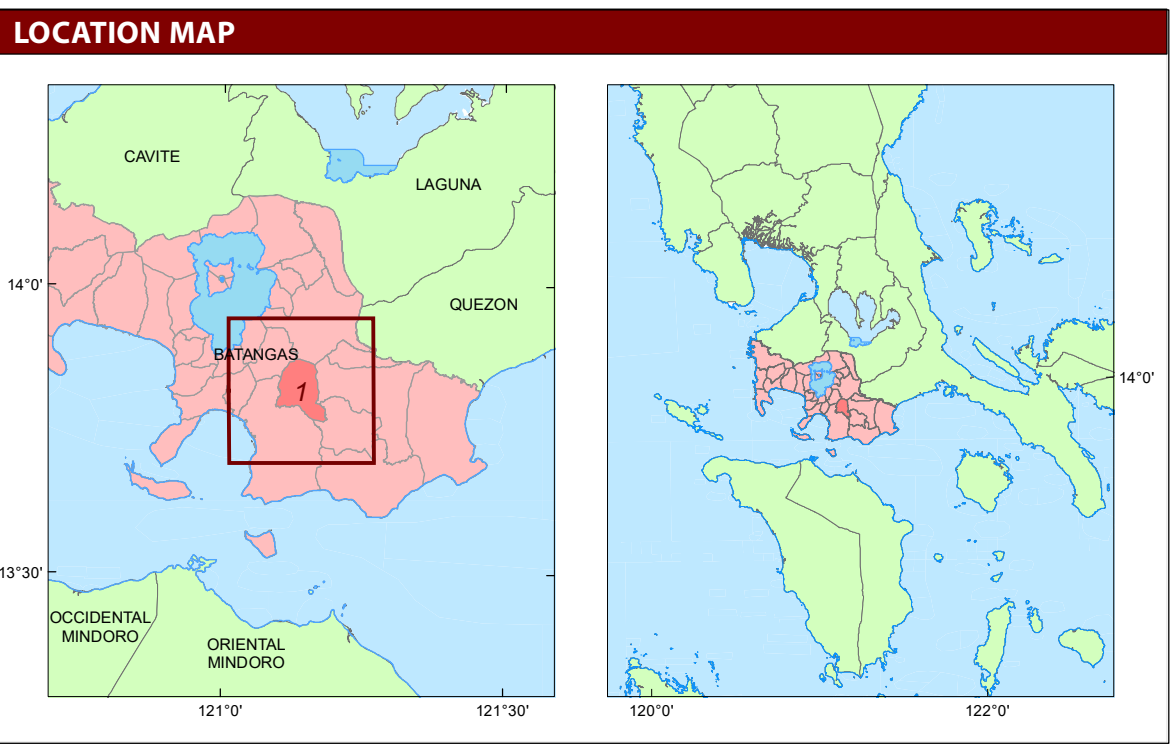 LOCATION MAP
CAVITE
LAGUNA
14°0'
QUEZON
BATANGAS
1
14°0'
13°30'
OCCIDENTAL
MINDORO
ORIENTAL
MINDORO
121°0'
121°30'
120°0'
122°0'